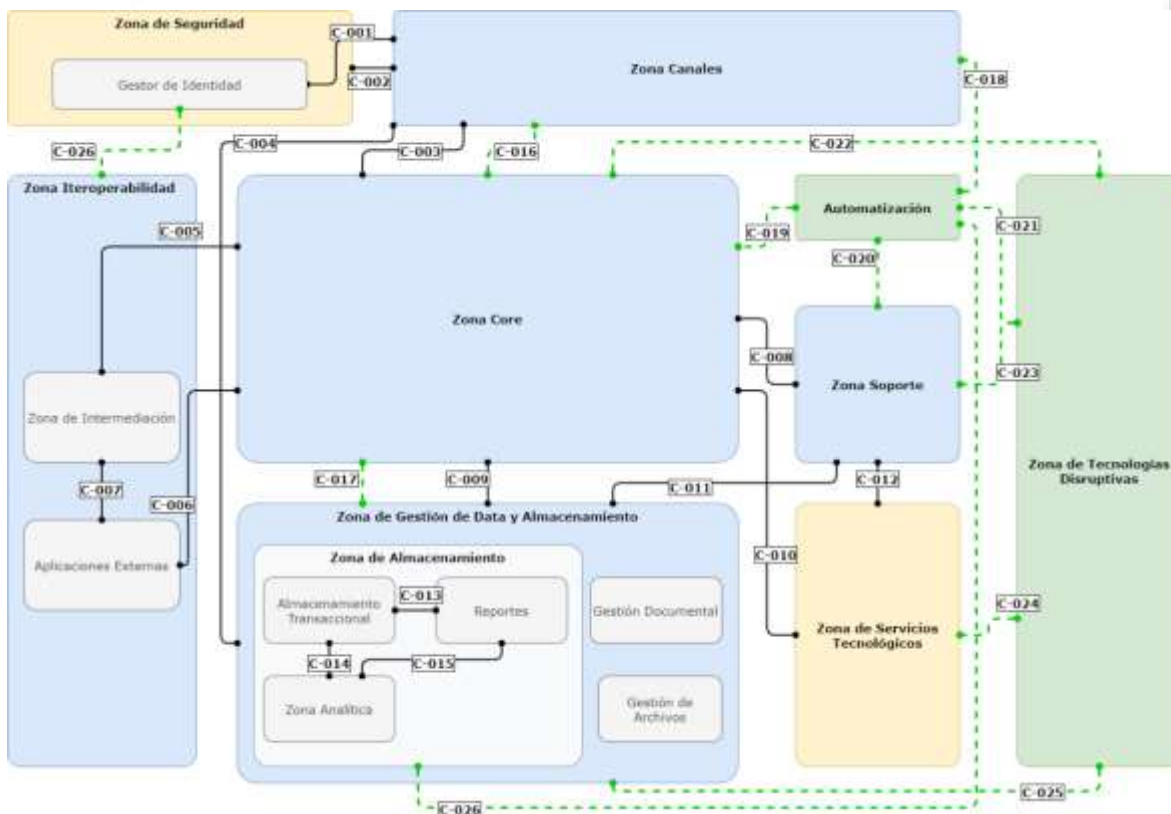 Zona de Seguridad
C-001
Zona Canales
C-018
Gestor de Identidad
C-002
C-026
C-004
C-003
C-016
C-022
Zona Iteroperabilidad
Automatización
C-005
C-019
C-021
C-020
Zona Core
C-008
Zona Soporte
C-023
Zona de Intermediación
C-007
C-006
C-017
C-009
C-011
C-012
Zona de Tecnologías
Disruptivas
Zona de Gestión de Data y Almacenamiento
Zona de Almacenamiento
C-010
Aplicaciones Externas
Almacenamiento
Transaccional
C-013
Reportes
Gestión Documental
C-024
Zona de Servicios
Tecnológicos
C-014
C-015
Zona Analítica
Gestión de
Archivos
C-025
C-026